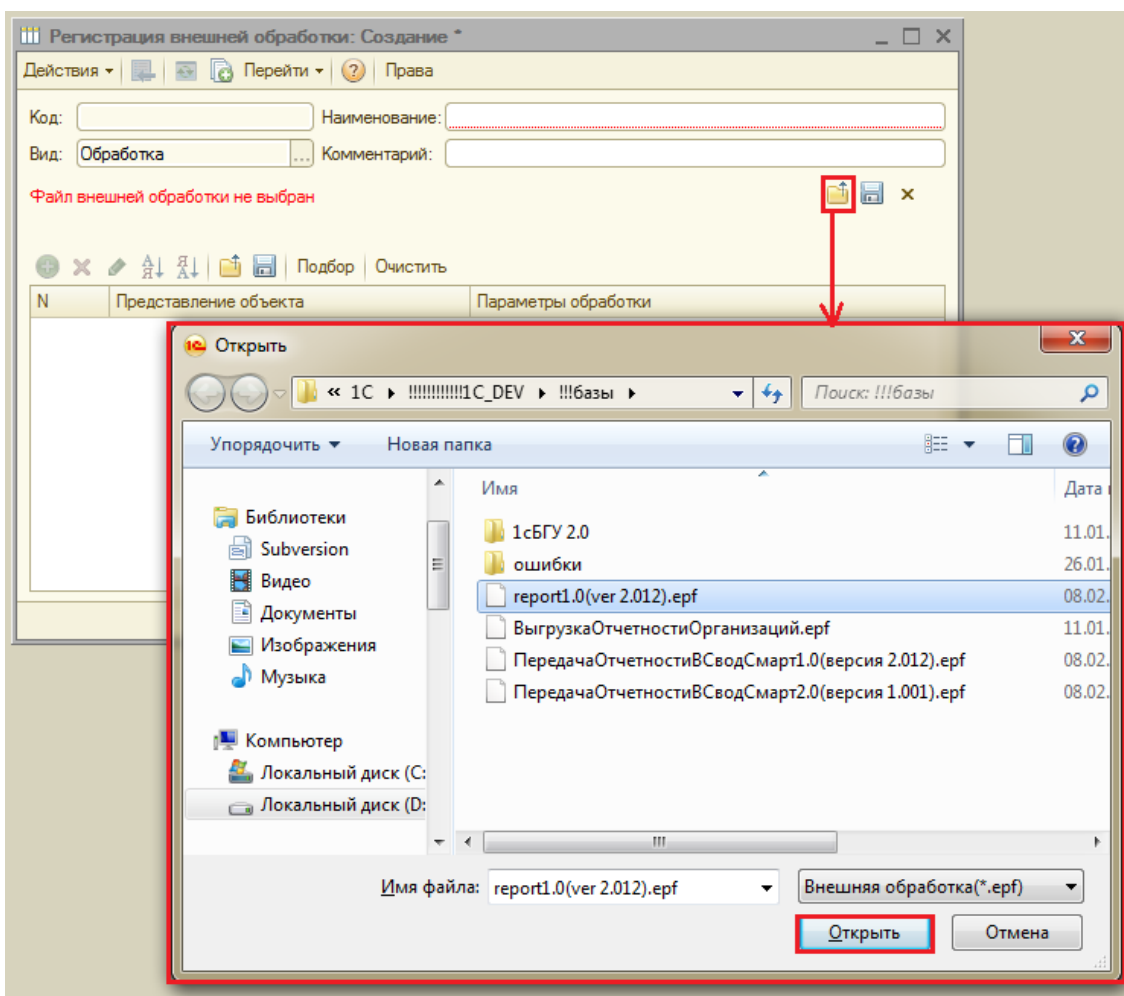 Регистрация внешней обработки: Создание *
Действия Перейти Права
Код: Наименование:
Вид: Обработка ... Комментарий:
Файл внешней обработки не выбран
Подбор Очистить
N Представление объекта Параметры обработки
Открыть
« 1С !!!!!!!!!!!!1C_DEV !!!базы Поиск: !!!базы
Упорядочить Новая папка
Имя Дата
Библиотеки
Subversion
Видео
Документы
Изображения
Музыка
Компьютер
Локальный диск (C:
Локальный диск (D:
1сБГУ 2.0 11.01.
ошибки 26.01.
report1.0(ver 2.012).epf 08.02.
ВыгрузкаОтчетностиОрганизаций.epf 11.01.
ПередачаОтчетностиВСводСмарт1.0(версия 2.012).epf 08.02.
ПередачаОтчетностиВСводСмарт2.0(версия 1.001).epf 08.02.
Имя файла: report1.0(ver 2.012).epf Внешняя обработка(*.epf)
Открыть Отмена